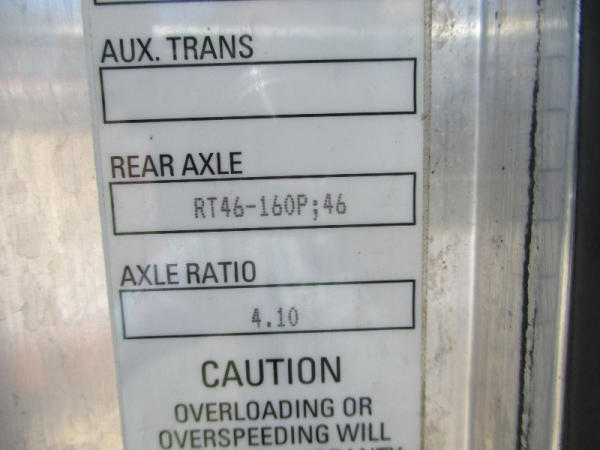 AUX. TRANS
REAR AXLE
RT46-160P;46
AXLE RATIO
4.10
CAUTION
OVERLOADING OR
OVERSPEEDING WILL